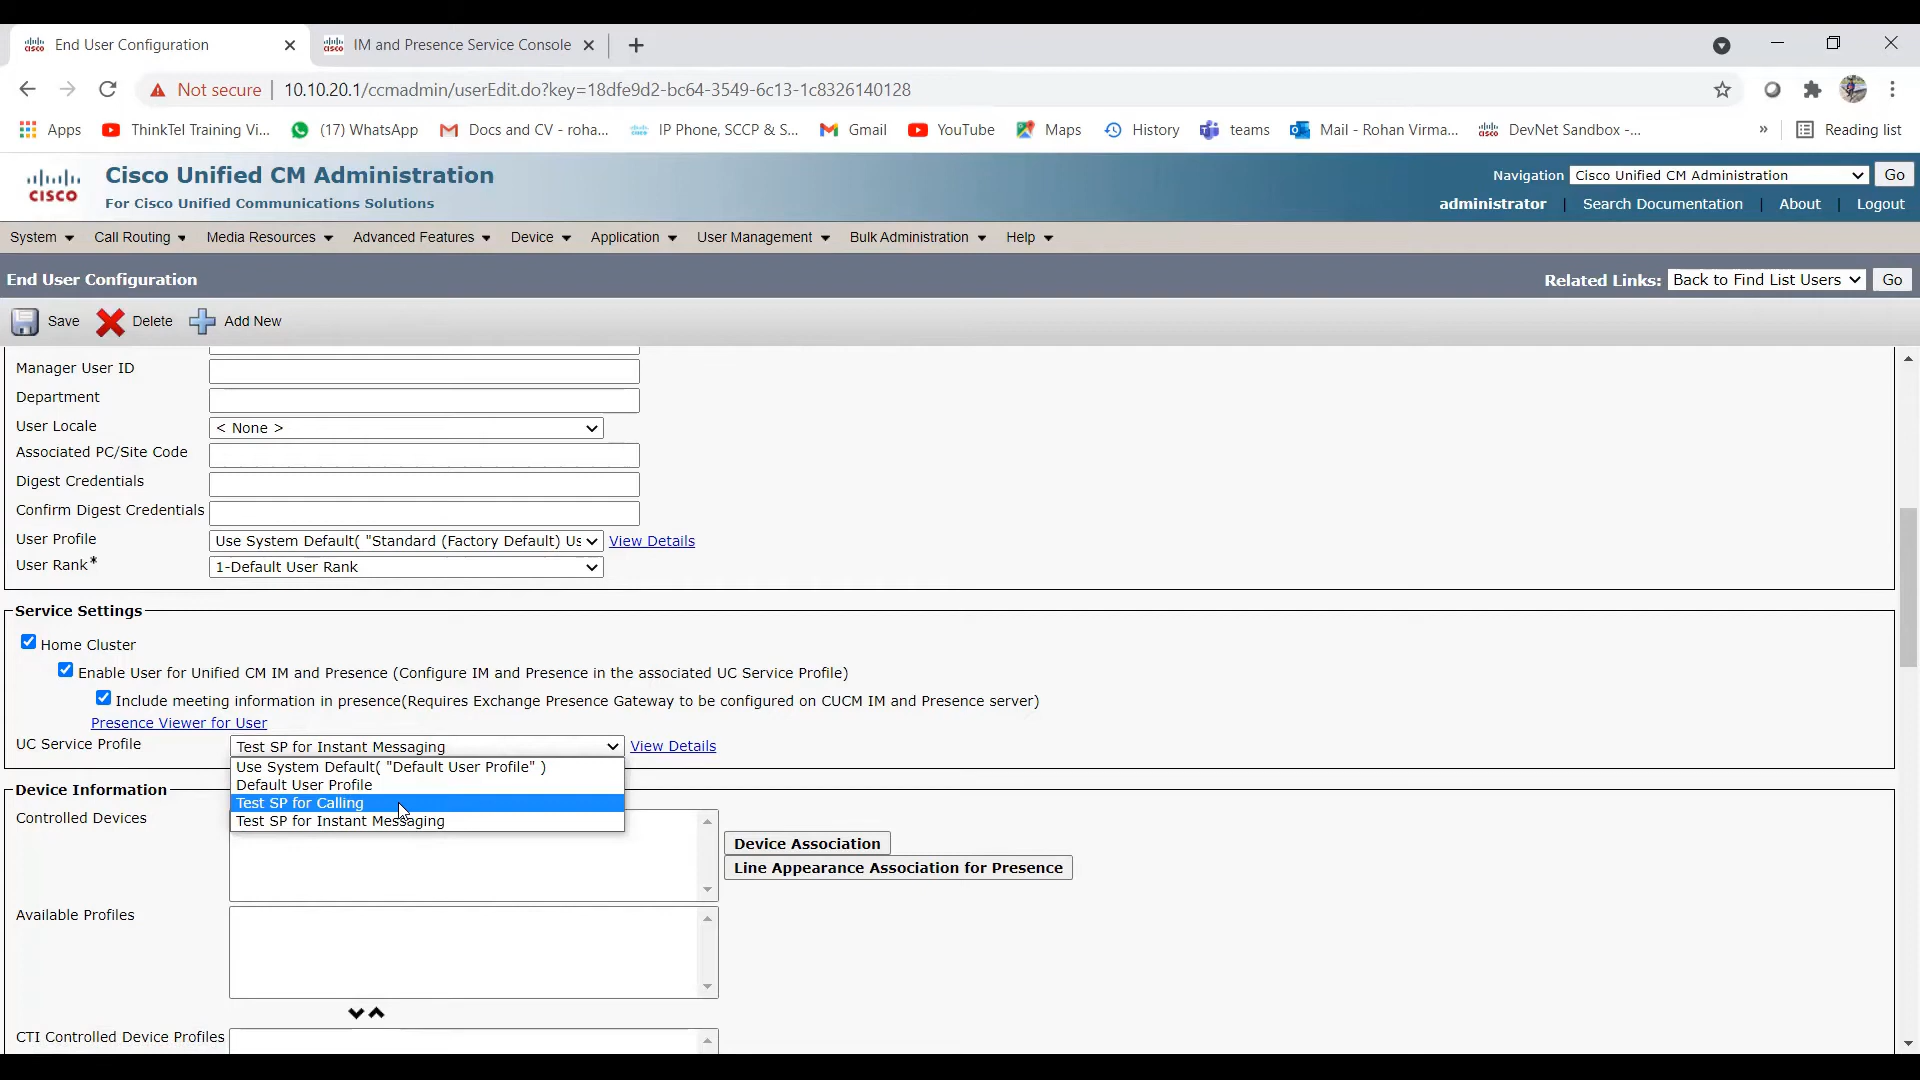 End User Configuration
IM and Presence Service Console
Not secure
10.10.20.1/ccmadmin/userEdit.do?key=18dfe9d2-bc64-3549-6c13-1c8326140128
Apps
ThinkTel Training Vi...
(17) WhatsApp
Docs and CV - roha...
IP Phone, SCCP & S...
Gmail
YouTube
Maps
History
teams
Mail - Rohan Virma...
DevNet Sandbox -...
»
Reading list
CISCO
Cisco Unified CM Administration
For Cisco Unified Communications Solutions
Navigation Cisco Unified CM Administration Go
administrator | Search Documentation | About | Logout
System Call Routing Media Resources Advanced Features Device Application User Management Bulk Administration Help
End User Configuration
Related Links: Back to Find List Users Go
Save Delete Add New
Manager User ID
Department
User Locale < None >
Associated PC/Site Code
Digest Credentials
Confirm Digest Credentials
User Profile Use System Default( "Standard (Factory Default) Us View Details
User Rank* 1-Default User Rank
Service Settings
Home Cluster
Enable User for Unified CM IM and Presence (Configure IM and Presence in the associated UC Service Profile)
Include meeting information in presence(Requires Exchange Presence Gateway to be configured on CUCM IM and Presence server)
Presence Viewer for User
UC Service Profile Test SP for Instant Messaging View Details
Use System Default( "Default User Profile" )
Default User Profile
Test SP for Calling
Test SP for Instant Messaging
Device Information
Controlled Devices
Device Association
Line Appearance Association for Presence
Available Profiles
CTI Controlled Device Profiles